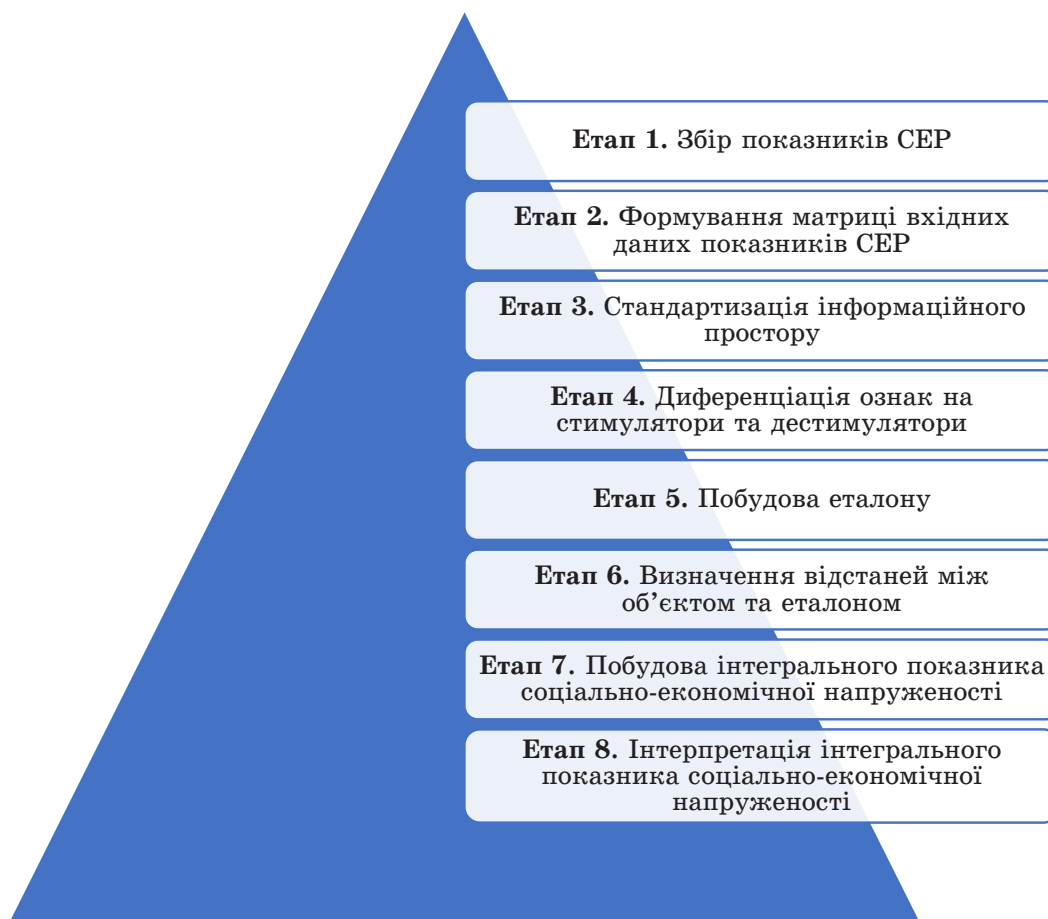 Етап 1. Збір показників СЕР
Етап 2. Формування матриці вхідних
даних показників СЕР
Етап 3. Стандартизація інформаційного
простору
Етап 4. Диференціація ознак на
стимулятори та дестимулятори
Етап 5. Побудова еталону
Етап 6. Визначення відстаней між
об’єктом та еталоном
Етап 7. Побудова інтегрального показника
соціально-економічної напруженості
Етап 8. Інтерпретація інтегрального
показника соціально-економічної
напруженості